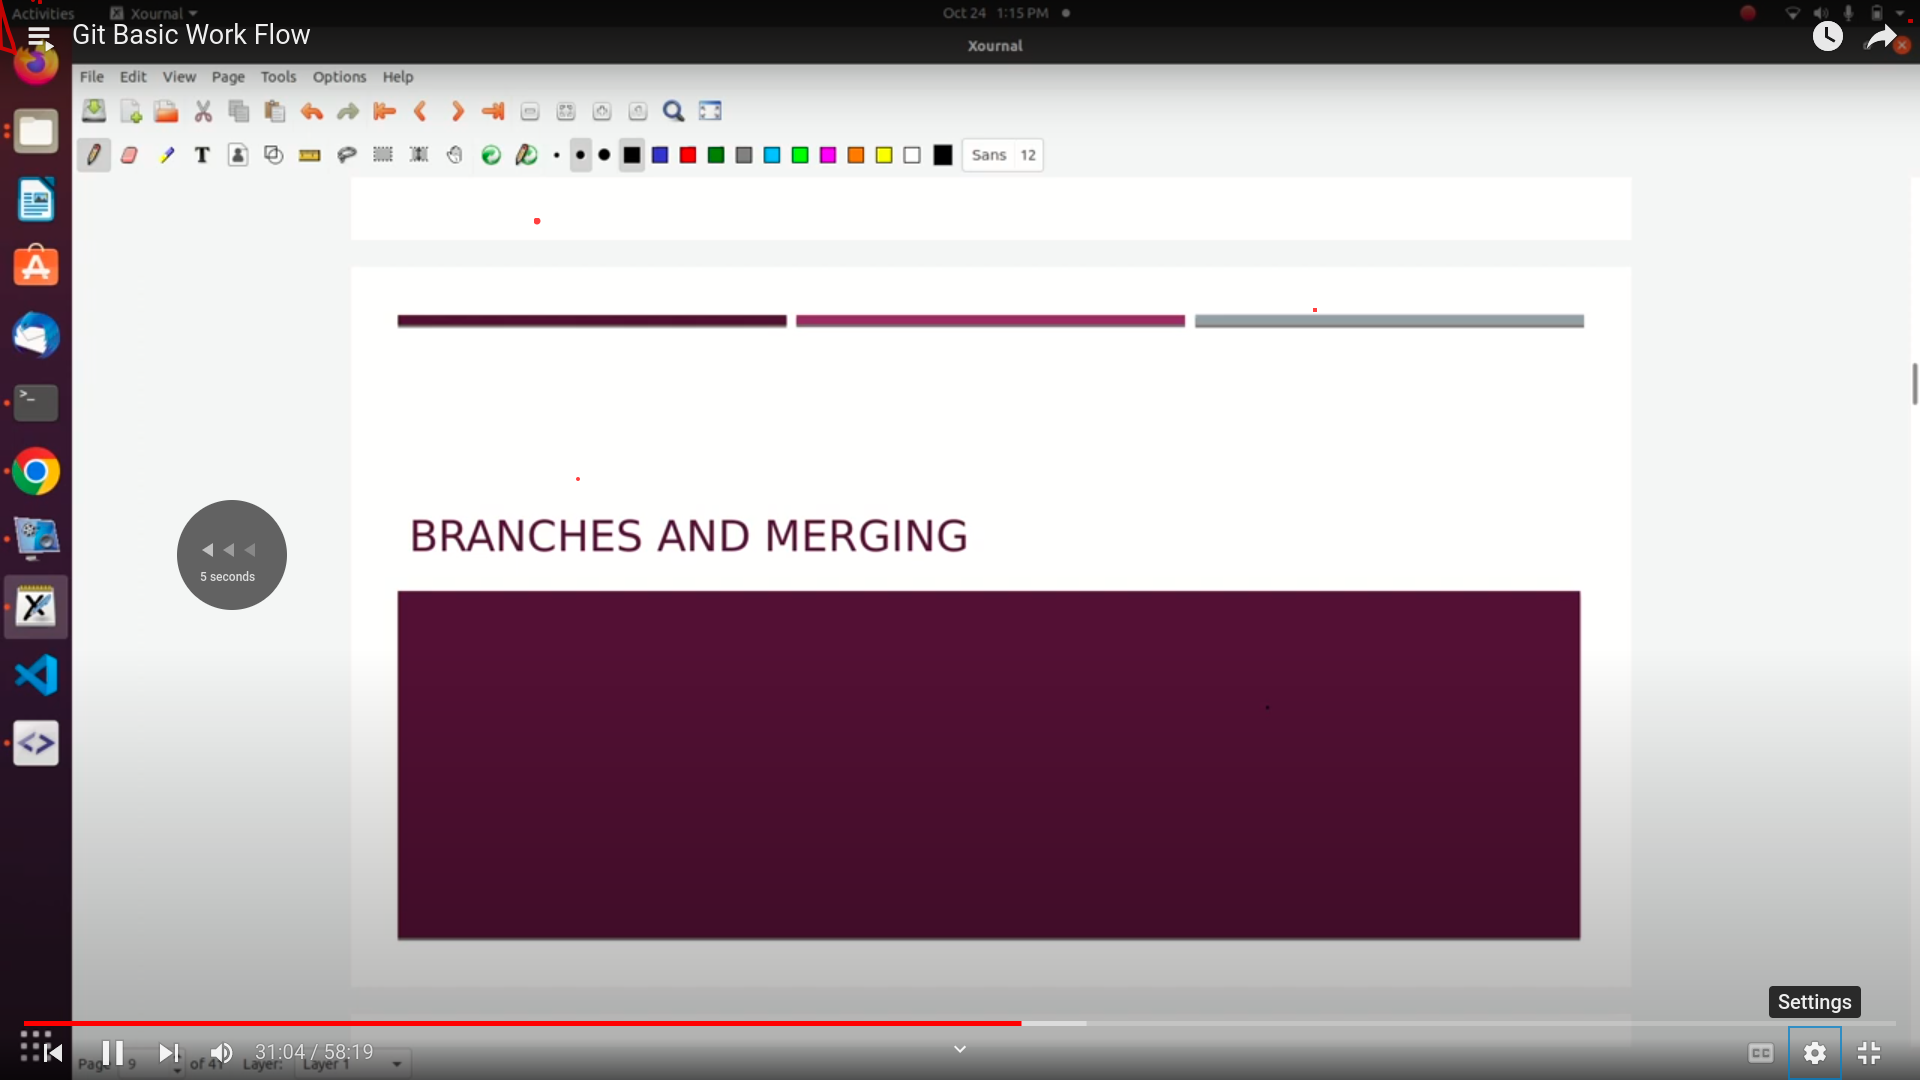 Activities Xournal Oct 24 1:15 PM
Git Basic Work Flow
Xournal
File Edit View Page Tools Options Help
T Sans 12
BRANCHES AND MERGING
5 seconds
Settings
31:04 / 58:19
CC
Page 9 of 41 Layer: Layer 1